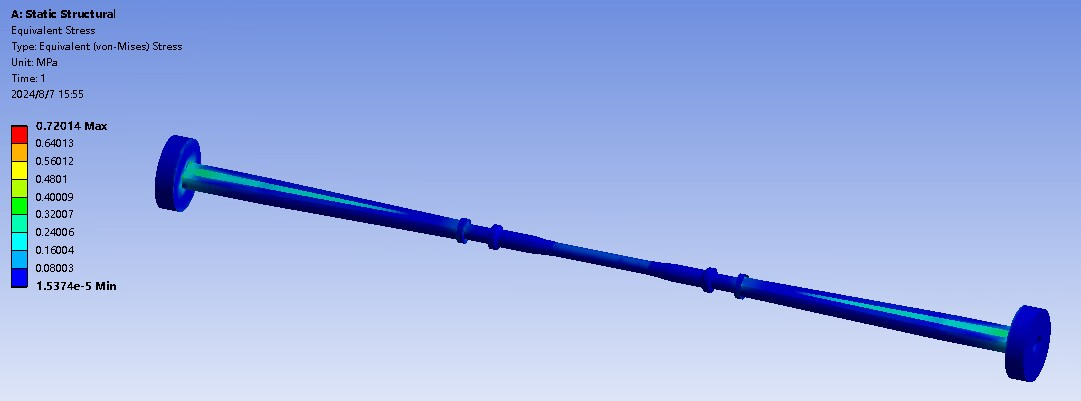 A: Static Structural
Equivalent Stress
Type: Equivalent (von-Mises) Stress
Unit: MPa
Time: 1
2024/8/7 15:55
0.72014 Max
0.64013
0.56012
0.4801
0.40009
0.32007
0.24006
0.16004
0.08003
1.5374e-5 Min